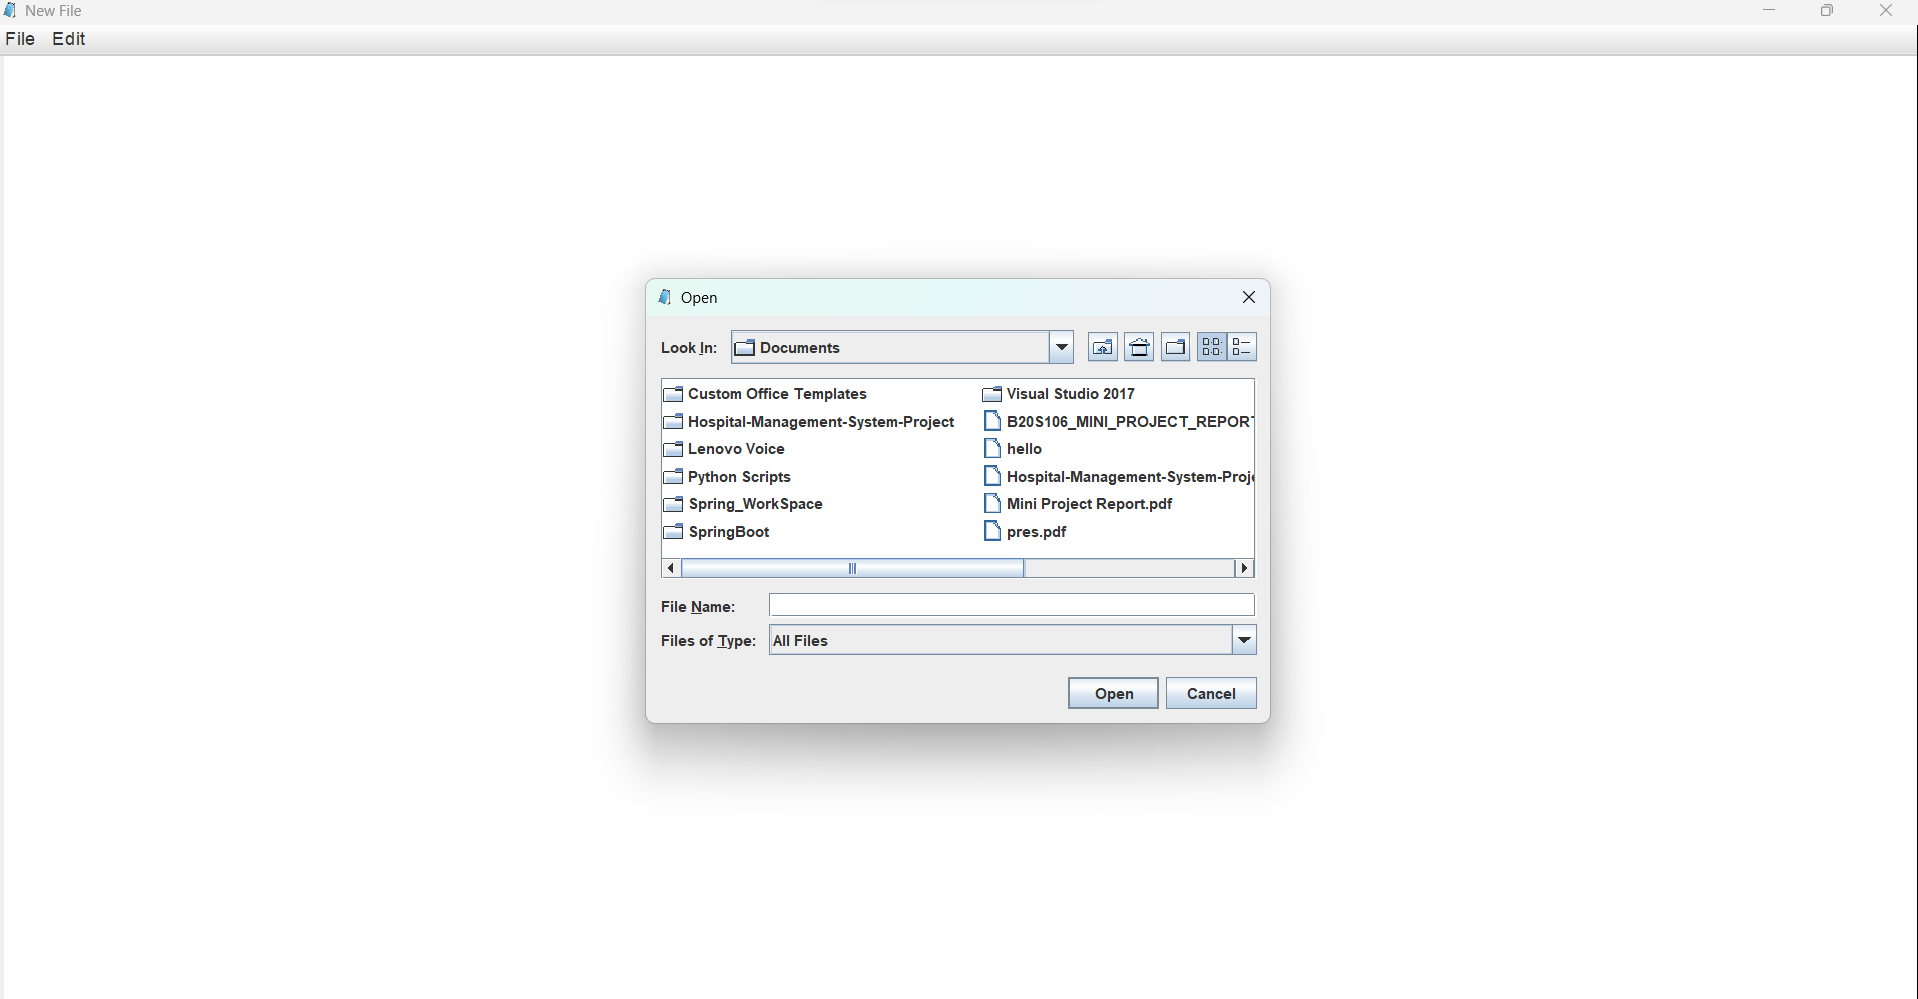 New File
File Edit
Open
Look In: Documents
Custom Office Templates
Hospital-Management-System-Project
Lenovo Voice
Python Scripts
Spring_WorkSpace
SpringBoot
Visual Studio 2017
B20S106_MINI_PROJECT_REPORT
hello
Hospital-Management-System-Proje
Mini Project Report.pdf
pres.pdf
File Name:
Files of Type: All Files
Open Cancel